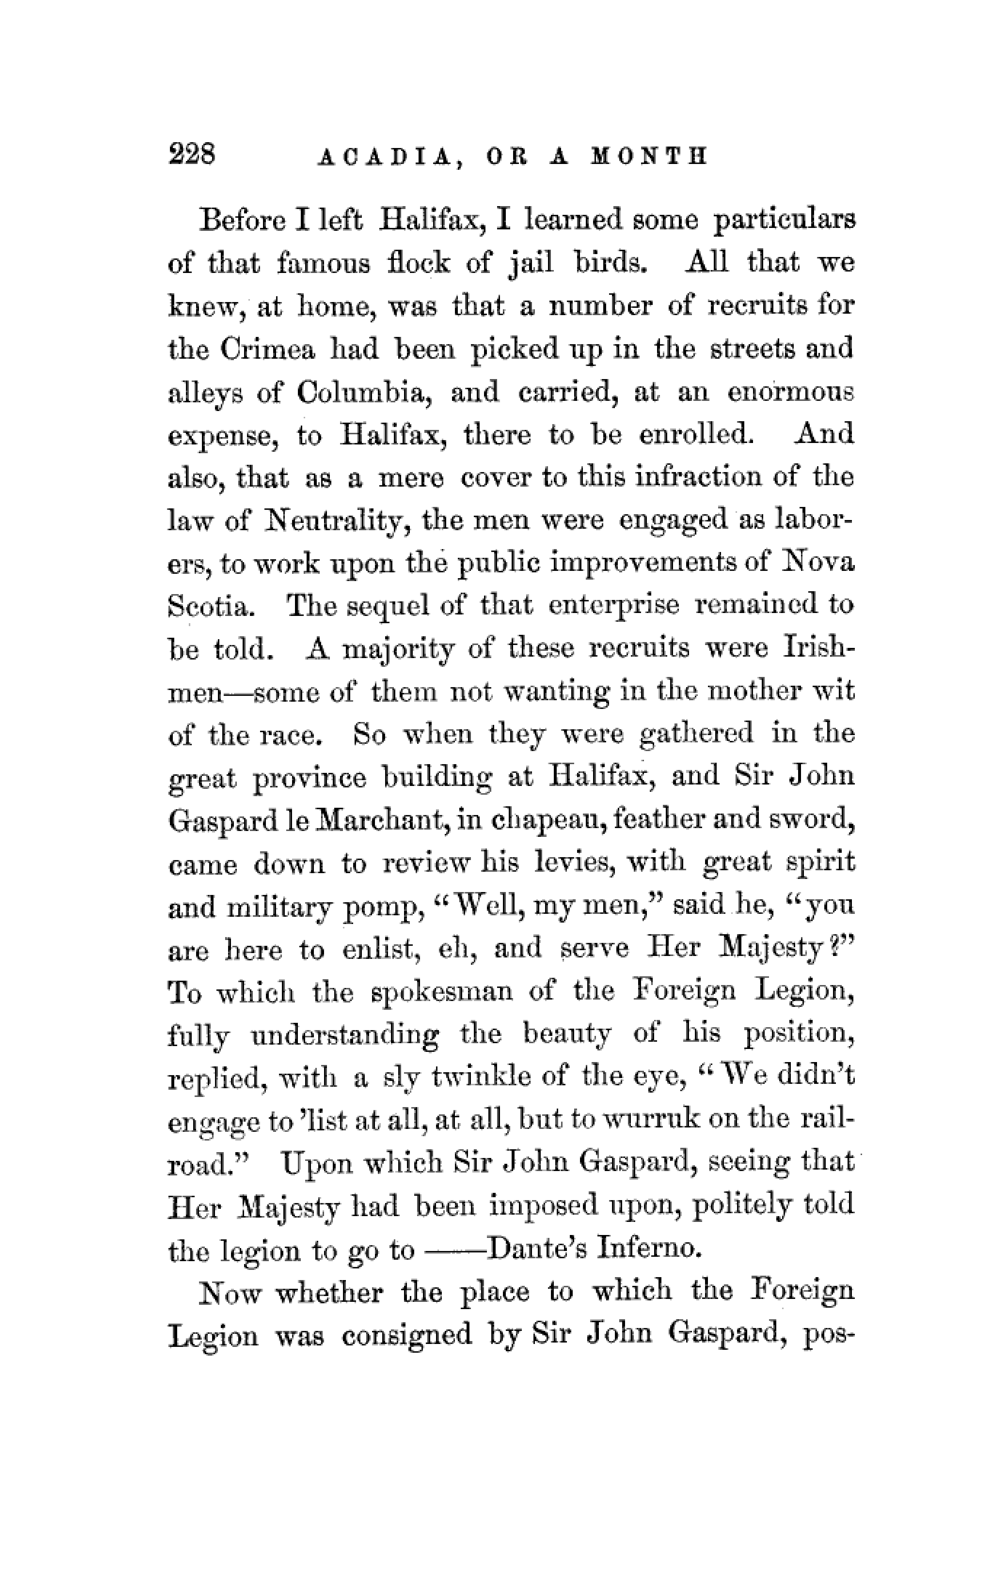 228 ACADIA, OR A MONTH
Before I left Halifax, I learned some particulars
of that famous flock of jail birds. All that we
knew, at home, was that a number of recruits for
the Crimea had been picked up in the streets and
alleys of Columbia, and carried, at an enormous
expense, to Halifax, there to be enrolled. And
also, that as a mere cover to this infraction of the
law of Neutrality, the men were engaged as labor-
ers, to work upon the public improvements of Nova
Scotia. The sequel of that enterprise remained to
be told. A majority of these recruits were Irish-
men—some of them not wanting in the mother wit
of the race. So when they were gathered in the
great province building at Halifax, and Sir John
Gaspard le Marchant, in chapeau, feather and sword,
came down to review his levies, with great spirit
and military pomp, “Well, my men,” said he, “you
are here to enlist, eh, and serve Her Majesty?”
To which the spokesman of the Foreign Legion,
fully understanding the beauty of his position,
replied, with a sly twinkle of the eye, “We didn’t
engage to ’list at all, at all, but to wurruk on the rail-
road.” Upon which Sir John Gaspard, seeing that
Her Majesty had been imposed upon, politely told
the legion to go to ——Dante’s Inferno.
Now whether the place to which the Foreign
Legion was consigned by Sir John Gaspard, pos-